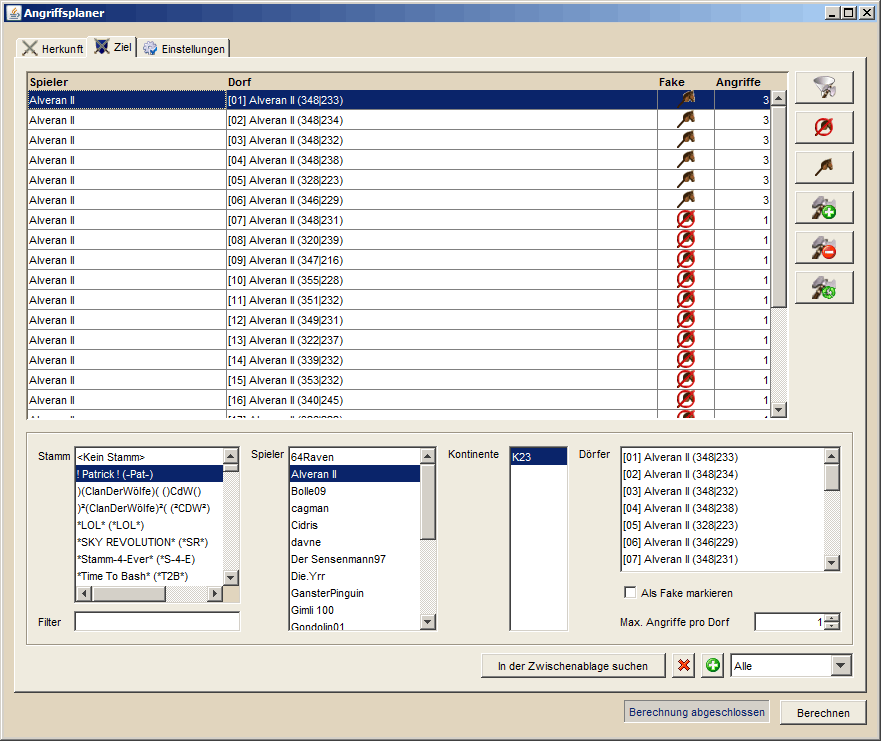 Angriffsplaner
Herkunft Ziel Einstellungen
Spieler Dorf Fake Angriffe
Alveran II [01] Alveran II (348|233) 3
Alveran II [02] Alveran II (348|234) 3
Alveran II [03] Alveran II (348|232) 3
Alveran II [04] Alveran II (348|238) 3
Alveran II [05] Alveran II (328|223) 3
Alveran II [06] Alveran II (346|229) 3
Alveran II [07] Alveran II (348|231) 1
Alveran II [08] Alveran II (320|239) 1
Alveran II [09] Alveran II (347|216) 1
Alveran II [10] Alveran II (355|228) 1
Alveran II [11] Alveran II (351|232) 1
Alveran II [12] Alveran II (349|231) 1
Alveran II [13] Alveran II (322|237) 1
Alveran II [14] Alveran II (339|232) 1
Alveran II [15] Alveran II (353|232) 1
Alveran II [16] Alveran II (340|245) 1
Stamm
<Kein Stamm>
! Patrick ! (-Pat-)
)(ClanDerWölfe)( ()CdW()
)²(ClanDerWölfe)²( (²CDW²)
*LOL* (*LOL*)
*SKY REVOLUTION* (*SR*)
*Stamm-4-Ever* (*S-4-E)
*Time To Bash* (*T2B*)
Filter
Spieler
64Raven
Alveran II
Bolle09
cagman
Cidris
davne
Der Sensenmann97
Die.Yrr
GansterPinguin
Gimli 100
Gondolin01
Kontinente
K23
Dörfer
[01] Alveran II (348|233)
[02] Alveran II (348|234)
[03] Alveran II (348|232)
[04] Alveran II (348|238)
[05] Alveran II (328|223)
[06] Alveran II (346|229)
[07] Alveran II (348|231)
Als Fake markieren
Max. Angriffe pro Dorf 1
In der Zwischenablage suchen Alle
Berechnung abgeschlossen Berechnen